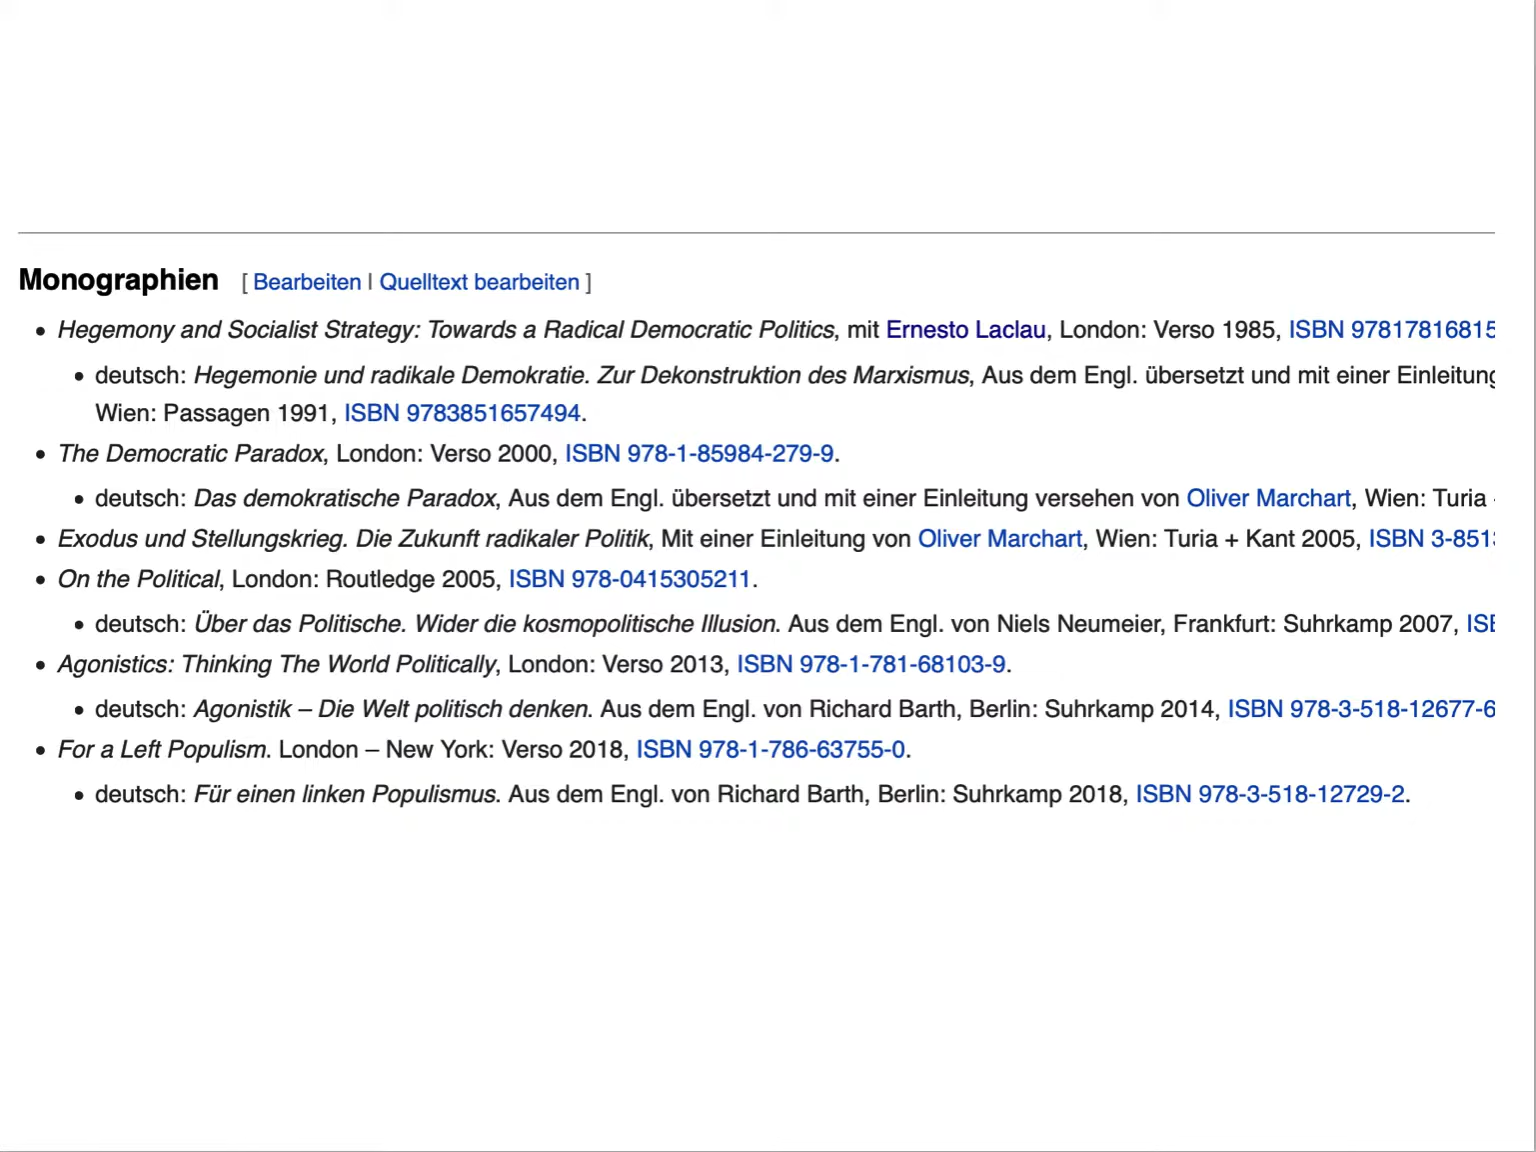 Monographien [ Bearbeiten | Quelltext bearbeiten ]
Hegemony and Socialist Strategy: Towards a Radical Democratic Politics, mit Ernesto Laclau, London: Verso 1985, ISBN 97817816815
deutsch: Hegemonie und radikale Demokratie. Zur Dekonstruktion des Marxismus, Aus dem Engl. übersetzt und mit einer Einleitung
Wien: Passagen 1991, ISBN 9783851657494.
The Democratic Paradox, London: Verso 2000, ISBN 978-1-85984-279-9.
deutsch: Das demokratische Paradox, Aus dem Engl. übersetzt und mit einer Einleitung versehen von Oliver Marchart, Wien: Turia
Exodus und Stellungskrieg. Die Zukunft radikaler Politik, Mit einer Einleitung von Oliver Marchart, Wien: Turia + Kant 2005, ISBN 3-851
On the Political, London: Routledge 2005, ISBN 978-0415305211.
deutsch: Über das Politische. Wider die kosmopolitische Illusion. Aus dem Engl. von Niels Neumeier, Frankfurt: Suhrkamp 2007,
Agonistics: Thinking The World Politically, London: Verso 2013, ISBN 978-1-781-68103-9.
deutsch: Agonistik – Die Welt politisch denken. Aus dem Engl. von Richard Barth, Berlin: Suhrkamp 2014, ISBN 978-3-518-12677-6
For a Left Populism. London – New York: Verso 2018, ISBN 978-1-786-63755-0.
deutsch: Für einen linken Populismus. Aus dem Engl. von Richard Barth, Berlin: Suhrkamp 2018, ISBN 978-3-518-12729-2.